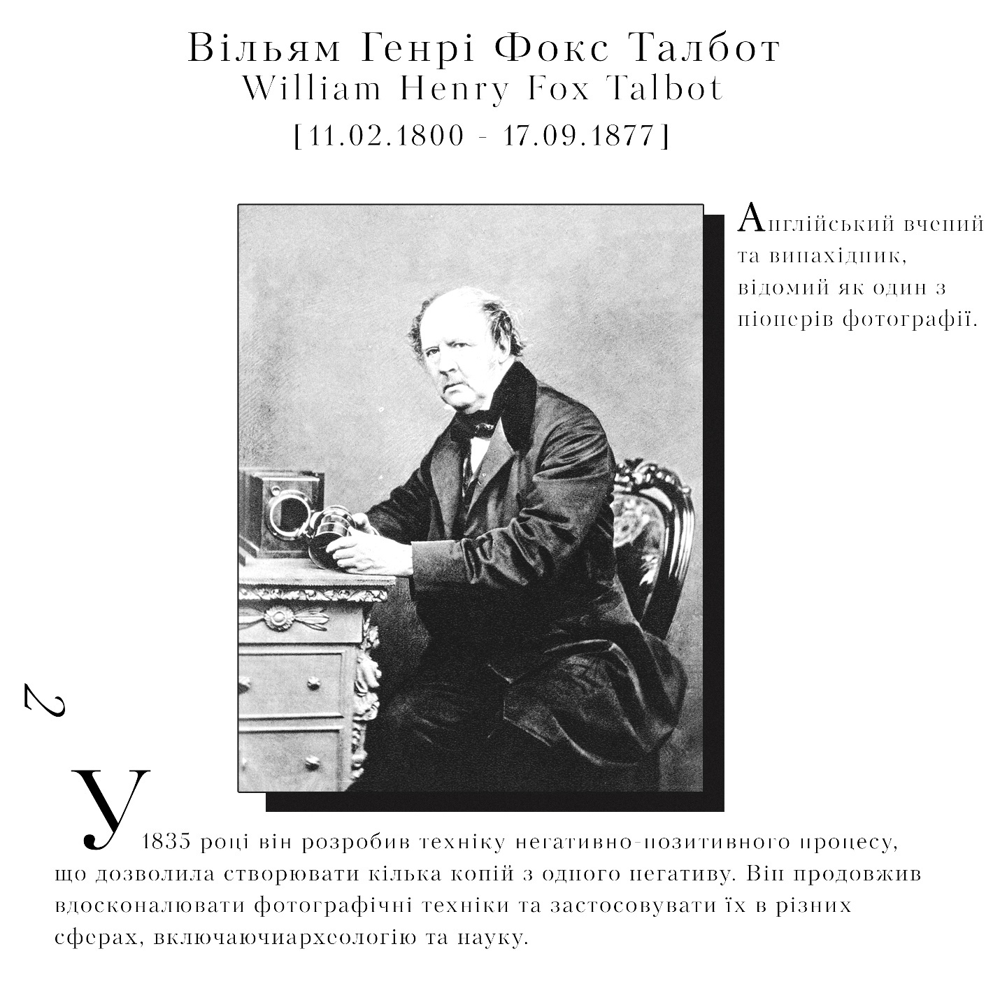 Вільям Генрі Фокс Талбот
William Henry Fox Talbot
[11.02.1800 - 17.09.1877]
Англійський вчений
та винахідник,
відомий як один з
піонерів фотографії.
2
У 1835 році він розробив техніку негативно-позитивного процесу,
що дозволила створювати кілька копій з одного негативу. Він продовжив
вдосконалювати фотографічні техніки та застосовувати їх в різних
сферах, включаючиархеологію та науку.